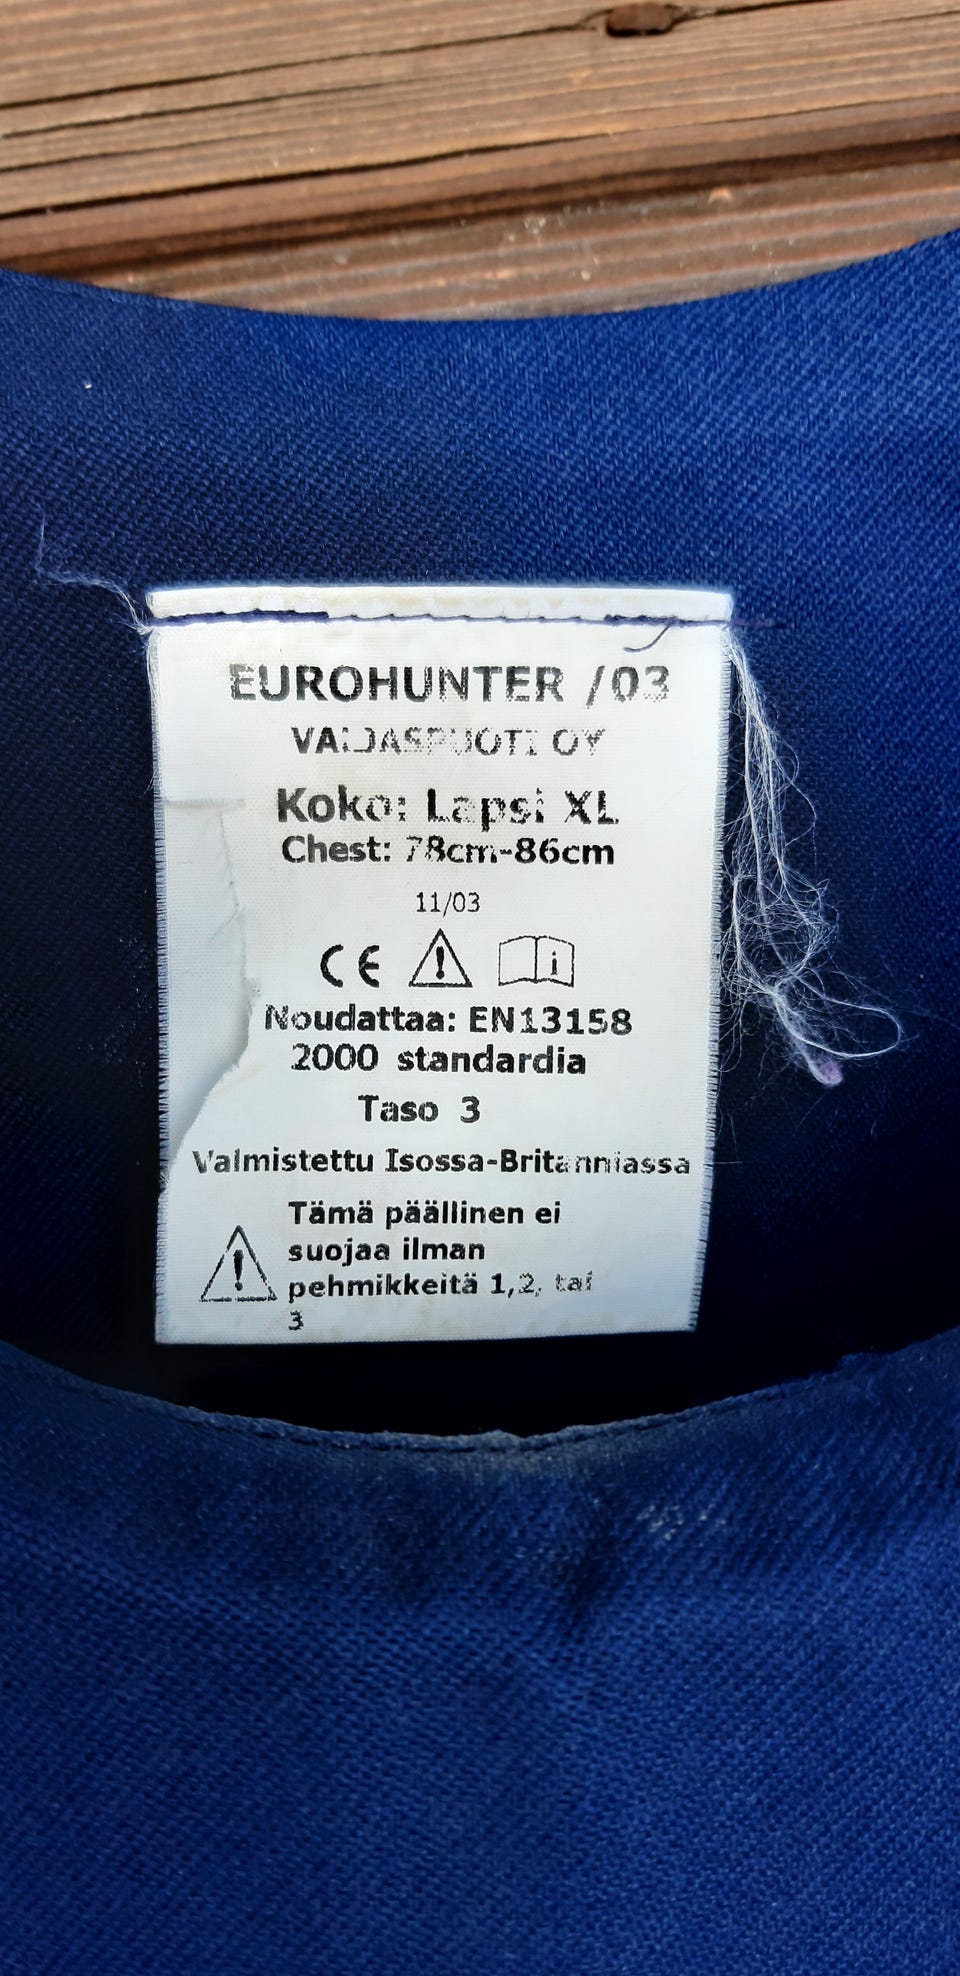 EUROHUNTER /03
VALJASPUOTI OY
Koko: Lapsi XL
Chest: 78cm-86cm
11/03
CE
i
Noudattaa: EN13158
2000 standardia
Taso 3
Valmistettu Isossa-Britanniassa
Tämä päällinen ei
suojaa ilman
pehmikkeitä 1,2, tai
3